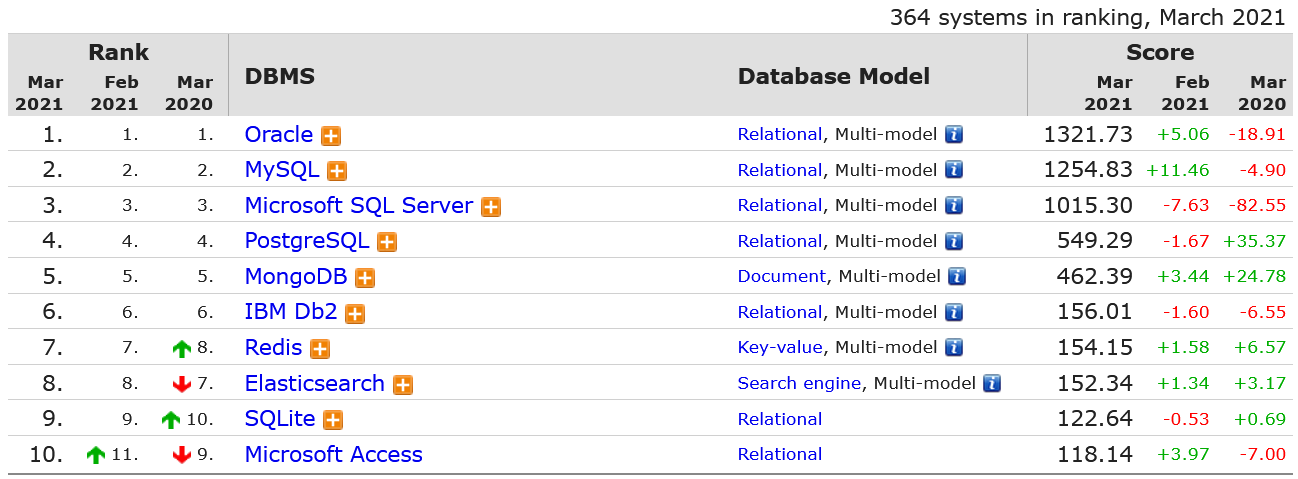 364 systems in ranking, March 2021
Rank DBMS Database Model Score
Mar 2021 Feb 2021 Mar 2020 Mar 2021 Feb 2021 Mar 2020
1. 1. 1. Oracle Relational, Multi-model 1321.73 +5.06 -18.91
2. 2. 2. MySQL Relational, Multi-model 1254.83 +11.46 -4.90
3. 3. 3. Microsoft SQL Server Relational, Multi-model 1015.30 -7.63 -82.55
4. 4. 4. PostgreSQL Relational, Multi-model 549.29 -1.67 +35.37
5. 5. 5. MongoDB Document, Multi-model 462.39 +3.44 +24.78
6. 6. 6. IBM Db2 Relational, Multi-model 156.01 -1.60 -6.55
7. 7. 8. Redis Key-value, Multi-model 154.15 +1.58 +6.57
8. 8. 7. Elasticsearch Search engine, Multi-model 152.34 +1.34 +3.17
9. 9. 10. SQLite Relational 122.64 -0.53 +0.69
10. 11. 9. Microsoft Access Relational 118.14 +3.97 -7.00